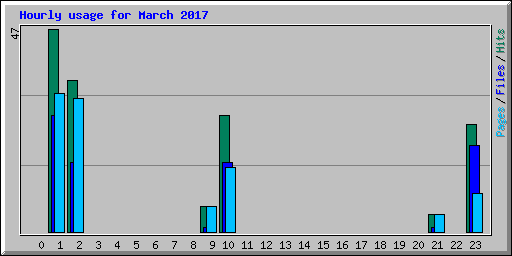 Hourly usage for March 2017
47
Pages / Files / Hits
0 1 2 3 4 5 6 7 8 9 10 11 12 13 14 15 16 17 18 19 20 21 22 23